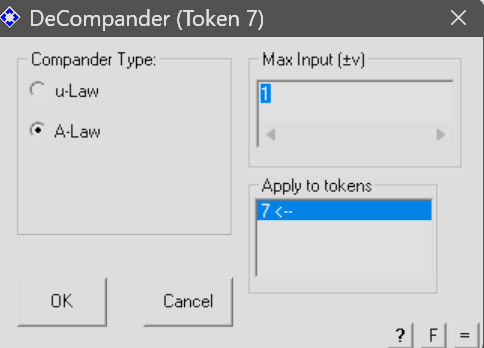 DeCompander (Token 7)
Compander Type:
u-Law
A-Law
Max Input (±v)
1
Apply to tokens
7 <--
OK
Cancel
? F =